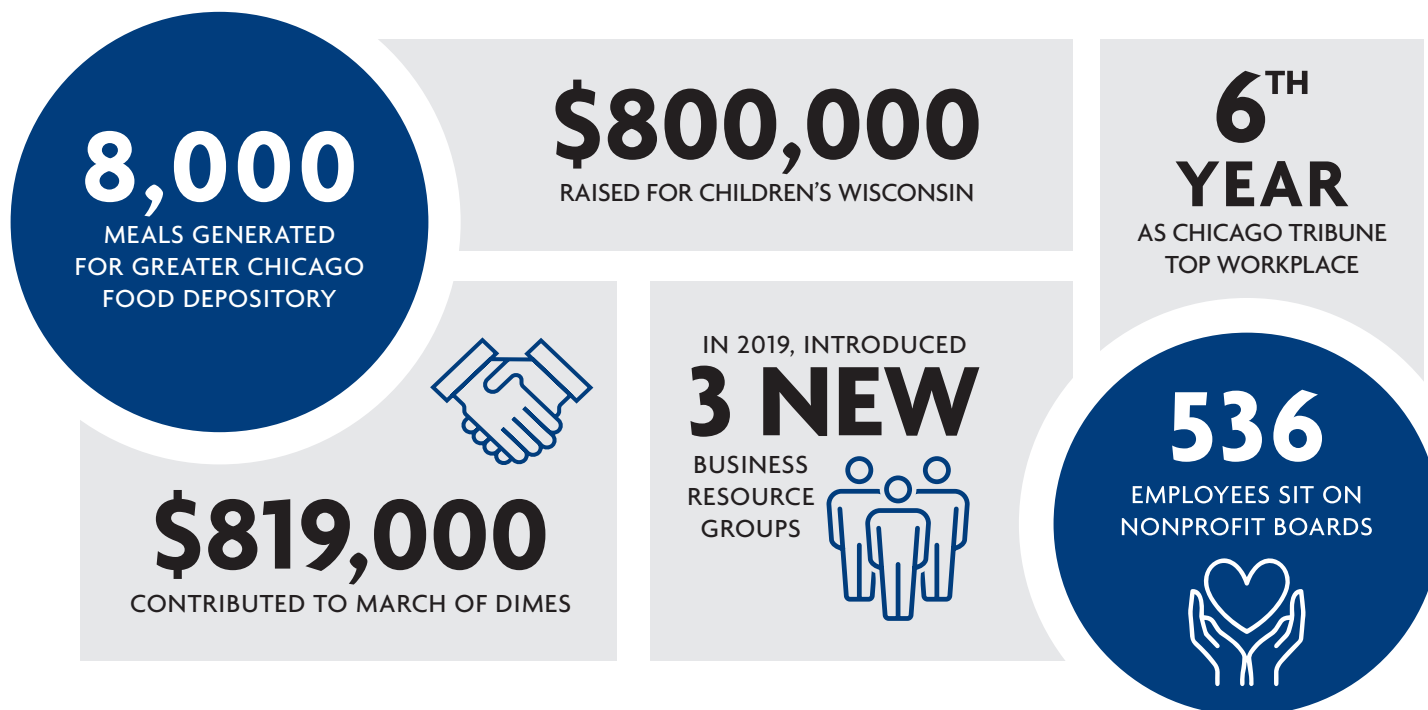 8,000
MEALS GENERATED
FOR GREATER CHICAGO
FOOD DEPOSITORY
$800,000
RAISED FOR CHILDREN'S WISCONSIN
6TH
YEAR
AS CHICAGO TRIBUNE
TOP WORKPLACE
$819,000
CONTRIBUTED TO MARCH OF DIMES
IN 2019, INTRODUCED
3 NEW
BUSINESS
RESOURCE
GROUPS
536
EMPLOYEES SIT ON
NONPROFIT BOARDS